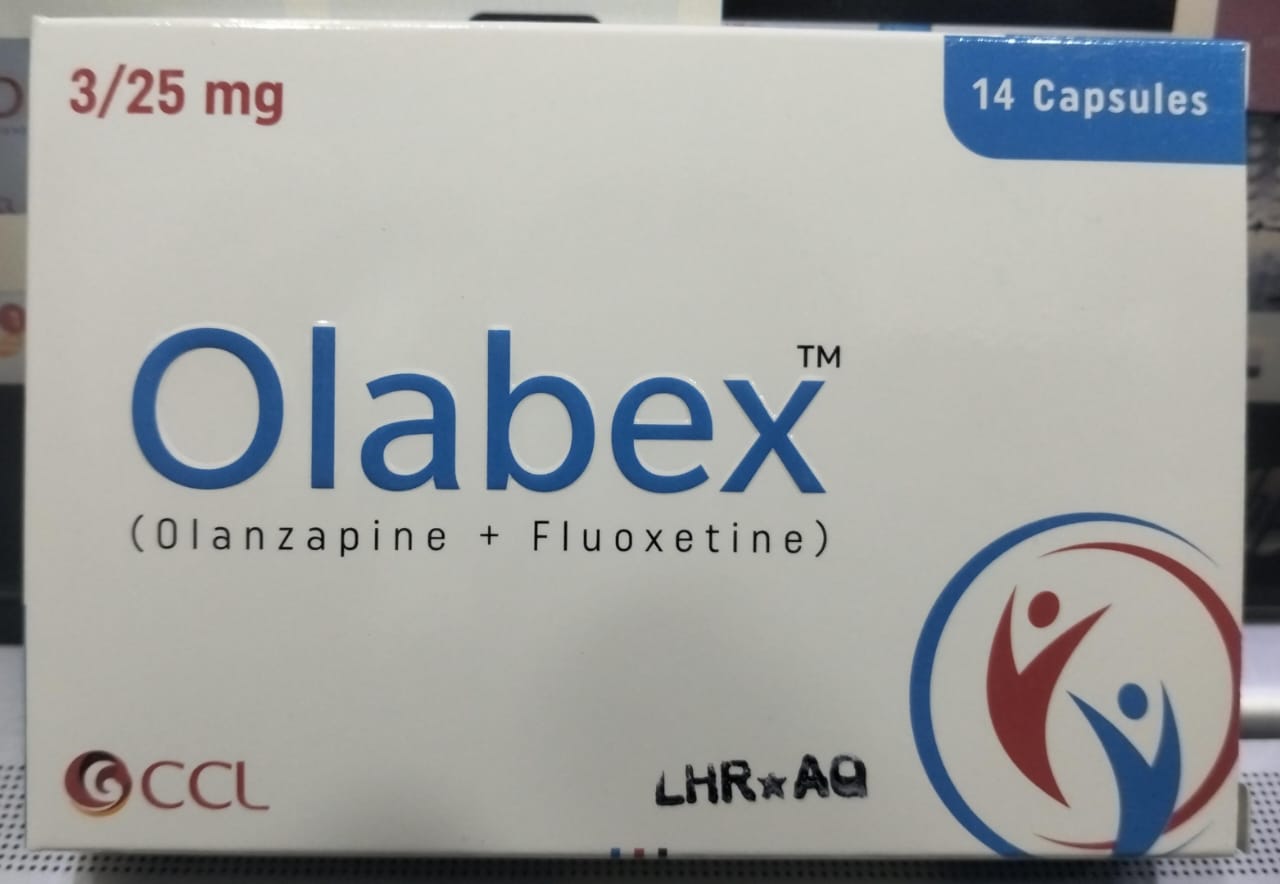 3/25 mg
14 Capsules
Olabex™
(Olanzapine + Fluoxetine)
CCL
LHR★AQ